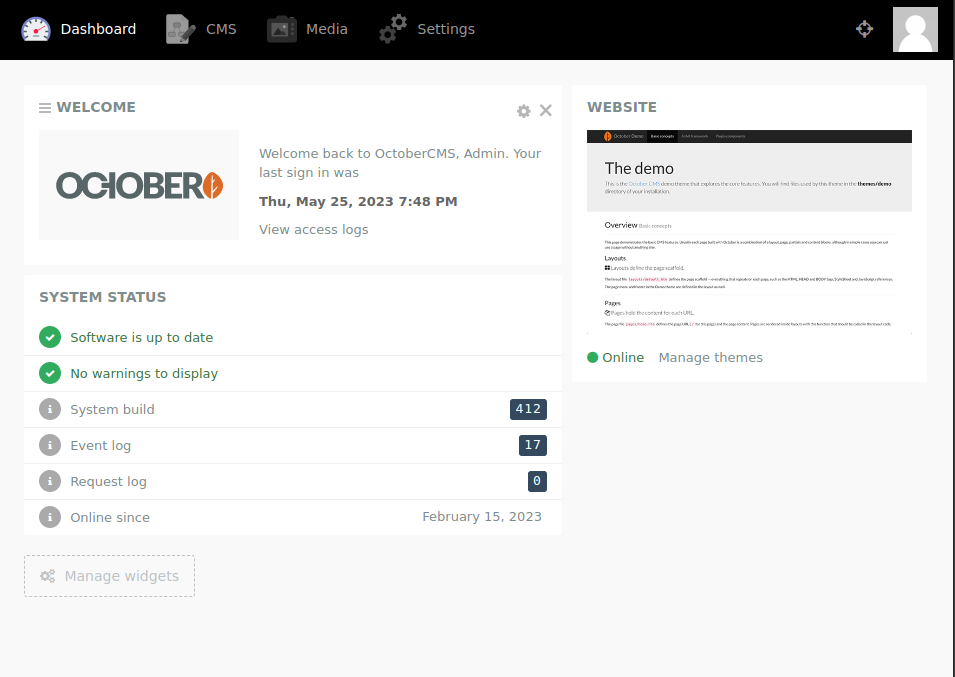 Dashboard
CMS
Media
Settings
WELCOME
OCTOBER
Welcome back to OctoberCMS, Admin. Your
last sign in was
Thu, May 25, 2023 7:48 PM
View access logs
SYSTEM STATUS
Software is up to date
No warnings to display
System build 412
Event log 17
Request log 0
Online since February 15, 2023
Manage widgets
WEBSITE
October Demo Basic concepts
The demo
This is the October CMS demo theme that explores the core features. You will find files used by this theme in the themes/demo
directory of your installation.
Overview Basic concepts
Layouts
Layouts define the page scaffold.
Pages
Pages hold the content for each URL.
Online Manage themes